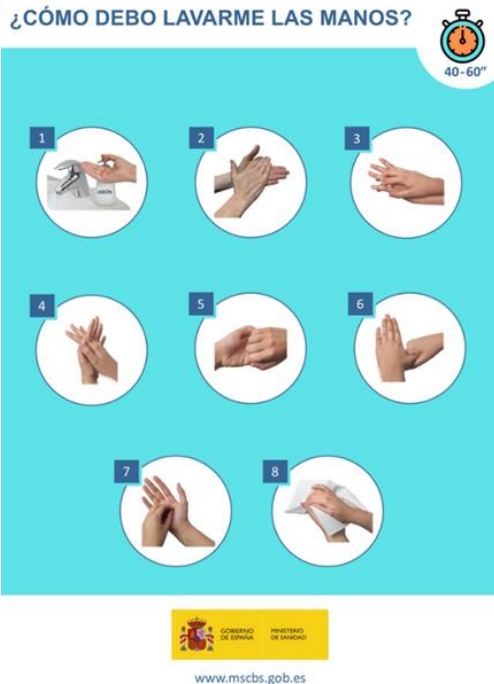 ¿CÓMO DEBO LAVARME LAS MANOS?
40-60”
1
2
3
JABÓN
4
5
6
7
8
GOBIERNO
DE ESPAÑA
MINISTERIO
DE SANIDAD
www.mscbs.gob.es